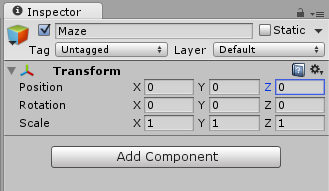 Inspector
Maze Static
Tag Untagged Layer Default
Transform
Position X 0 Y 0 Z 0
Rotation X 0 Y 0 Z 0
Scale X 1 Y 1 Z 1
Add Component